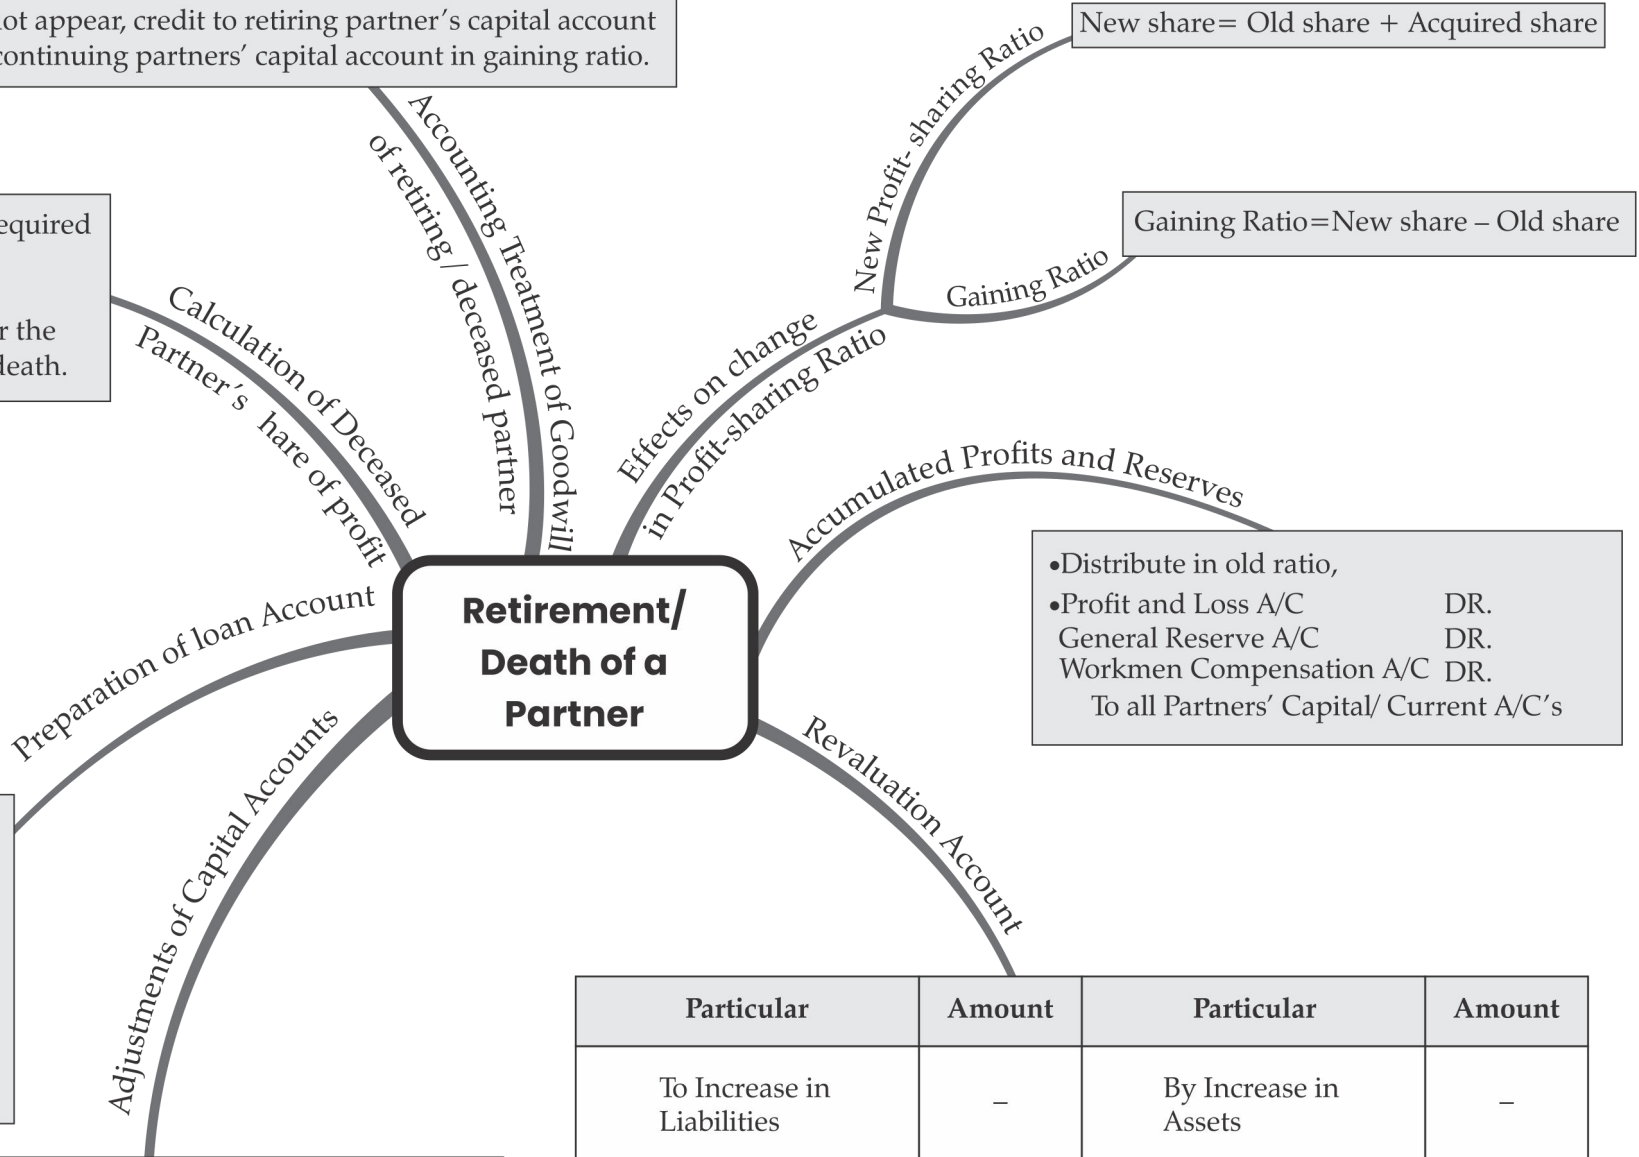 ot appear, credit to retiring partner's capital account
continuing partners' capital account in gaining ratio.
New share= Old share + Acquired share
New Profit- sharing Ratio
Gaining Ratio=New share – Old share
Gaining Ratio
Accounting Treatment of Goodwill
of retiring / deceased partner
equired
r the
death.
Calculation of Deceased
Partner's hare of profit
Effects on change
in Profit-sharing Ratio
Accumulated Profits and Reserves
•Distribute in old ratio,
•Profit and Loss A/C DR.
General Reserve A/C DR.
Workmen Compensation A/C DR.
To all Partners' Capital/ Current A/C's
Retirement/
Death of a
Partner
Preparation of loan Account
Adjustments of Capital Accounts
Revaluation Account
Particular Amount Particular Amount
To Increase in
Liabilities –
By Increase in
Assets –